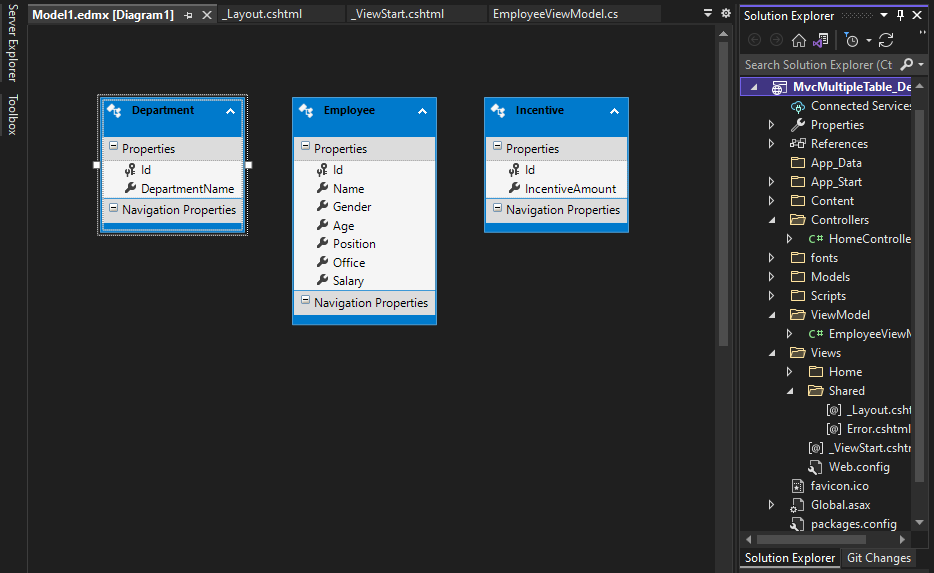 Server Explorer
Toolbox
Model1.edmx [Diagram1]
_Layout.cshtml
_ViewStart.cshtml
EmployeeViewModel.cs
Department
Properties
Id
DepartmentName
Navigation Properties
Employee
Properties
Id
Name
Gender
Age
Position
Office
Salary
Navigation Properties
Incentive
Properties
Id
IncentiveAmount
Navigation Properties
Solution Explorer
Search Solution Explorer (Ct
MvcMultipleTable_De
Connected Services
Properties
References
App_Data
App_Start
Content
Controllers
C# HomeControlle
fonts
Models
Scripts
ViewModel
C# EmployeeViewM
Views
Home
Shared
[@] _Layout.csht
[@] Error.cshtml
[@] _ViewStart.cshtm
Web.config
favicon.ico
Global.asax
packages.config
Solution Explorer
Git Changes